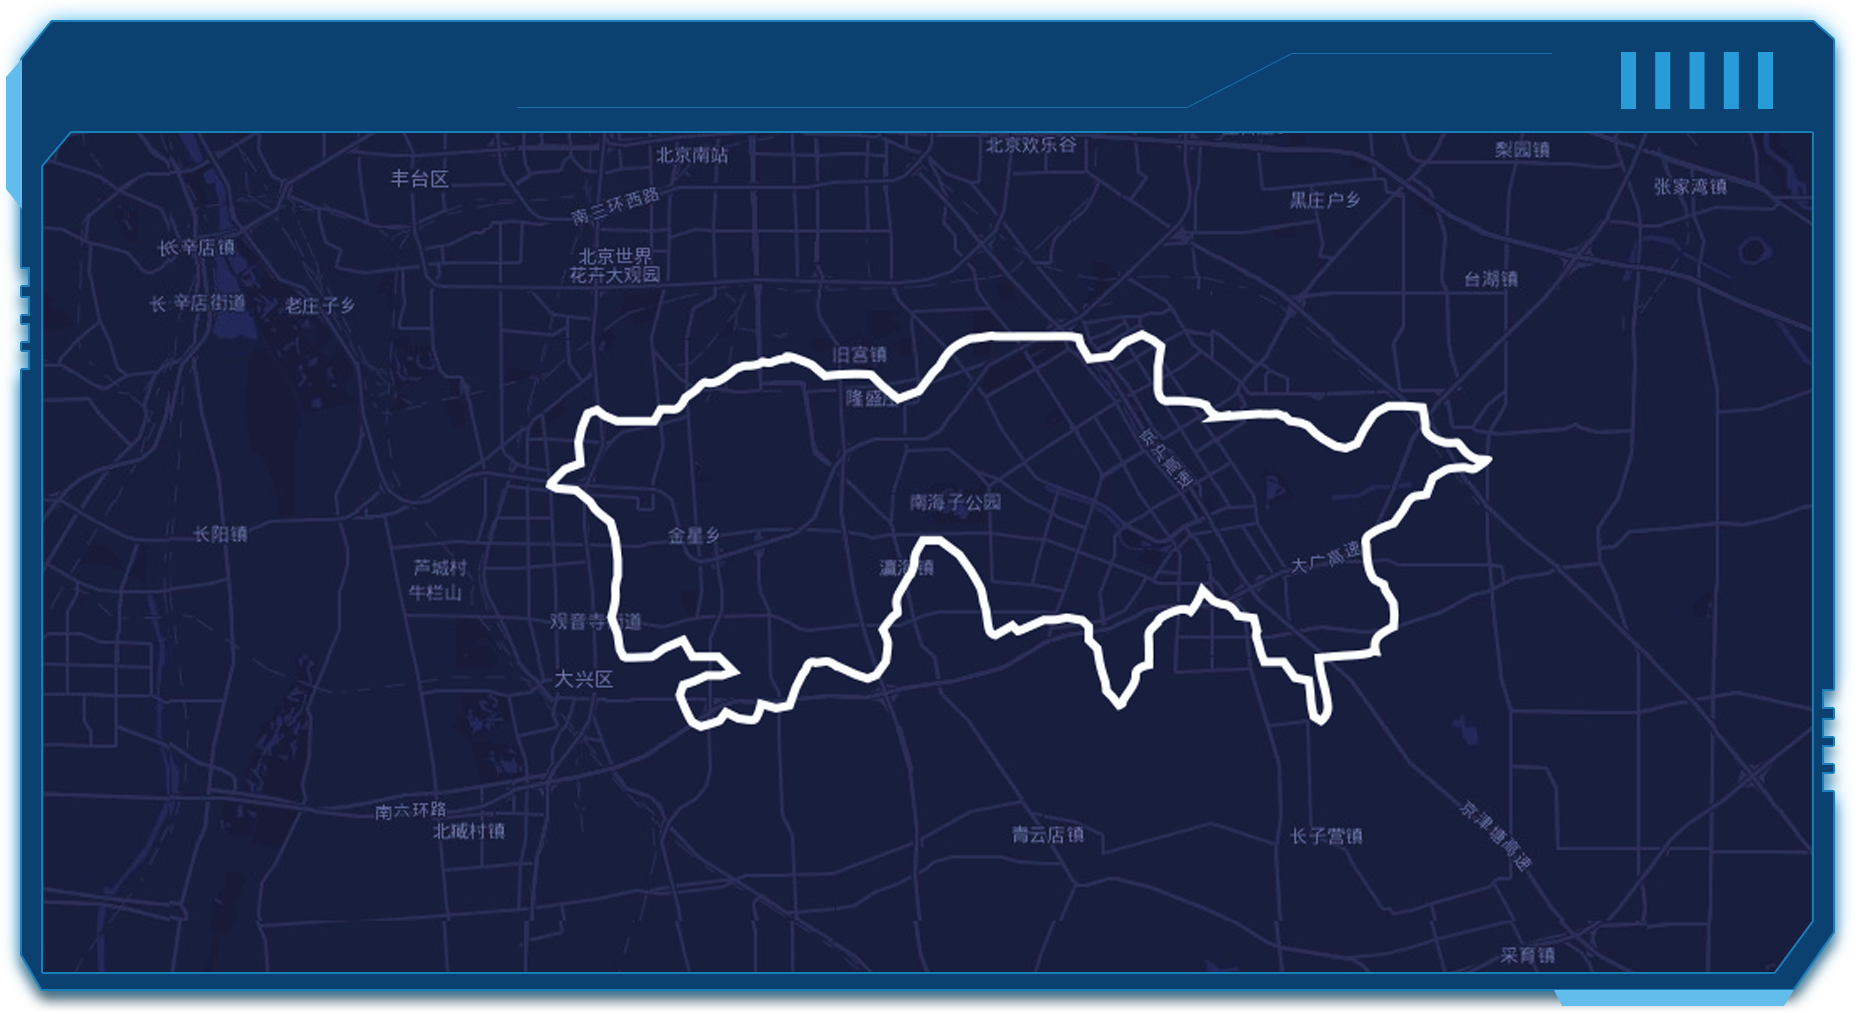 北京欢乐谷
梨园镇
北京南站
丰台区
张家湾镇
南三环西路
黑庄户乡
长辛店镇
北京世界
花卉大观园
台湖镇
长辛店街道
老庄子乡
旧宫镇
隆盛
南海子公园
长阳镇
金星乡
大广高速
芦城村
瀛海镇
牛栏山
观音寺街道
大兴区
南六环路
北臧村镇
青云店镇
长子营镇
京津塘高速
采育镇